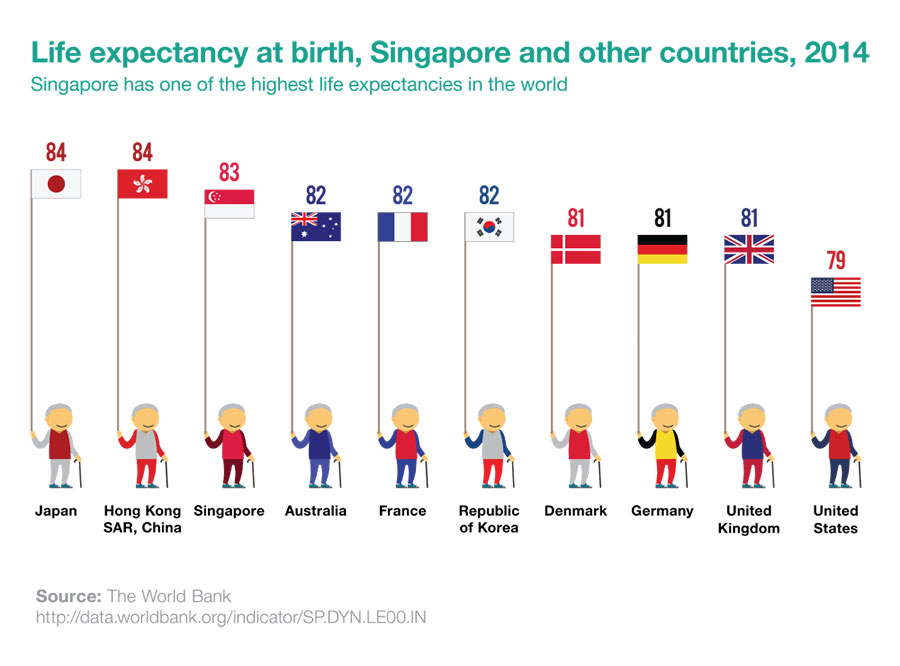 Life expectancy at birth, Singapore and other countries, 2014
Singapore has one of the highest life expectancies in the world
84
84
83
82
82
82
81
81
81
79
Japan
Hong Kong
SAR, China
Singapore
Australia
France
Republic
of Korea
Denmark
Germany
United
Kingdom
United
States
Source: The World Bank
http://data.worldbank.org/indicator/SP.DYN.LE00.IN